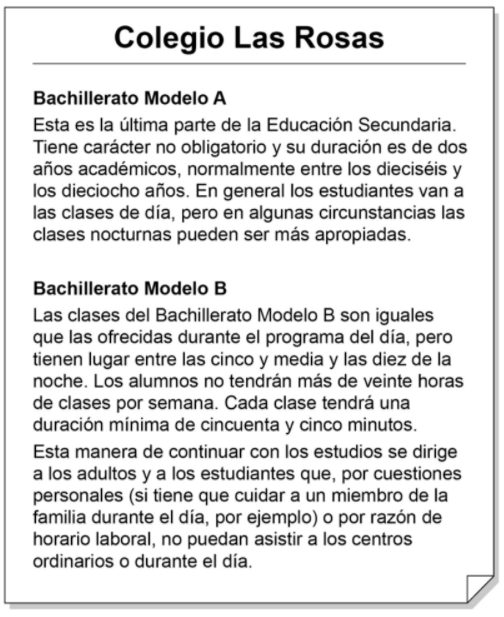 Colegio Las Rosas
Bachillerato Modelo A
Esta es la última parte de la Educación Secundaria.
Tiene carácter no obligatorio y su duración es de dos
años académicos, normalmente entre los dieciséis y
los dieciocho años. En general los estudiantes van a
las clases de día, pero en algunas circunstancias las
clases nocturnas pueden ser más apropiadas.
Bachillerato Modelo B
Las clases del Bachillerato Modelo B son iguales
que las ofrecidas durante el programa del día, pero
tienen lugar entre las cinco y media y las diez de la
noche. Los alumnos no tendrán más de veinte horas
de clases por semana. Cada clase tendrá una
duración mínima de cincuenta y cinco minutos.
Esta manera de continuar con los estudios se dirige
a los adultos y a los estudiantes que, por cuestiones
personales (si tiene que cuidar a un miembro de la
familia durante el día, por ejemplo) o por razón de
horario laboral, no puedan asistir a los centros
ordinarios o durante el día.